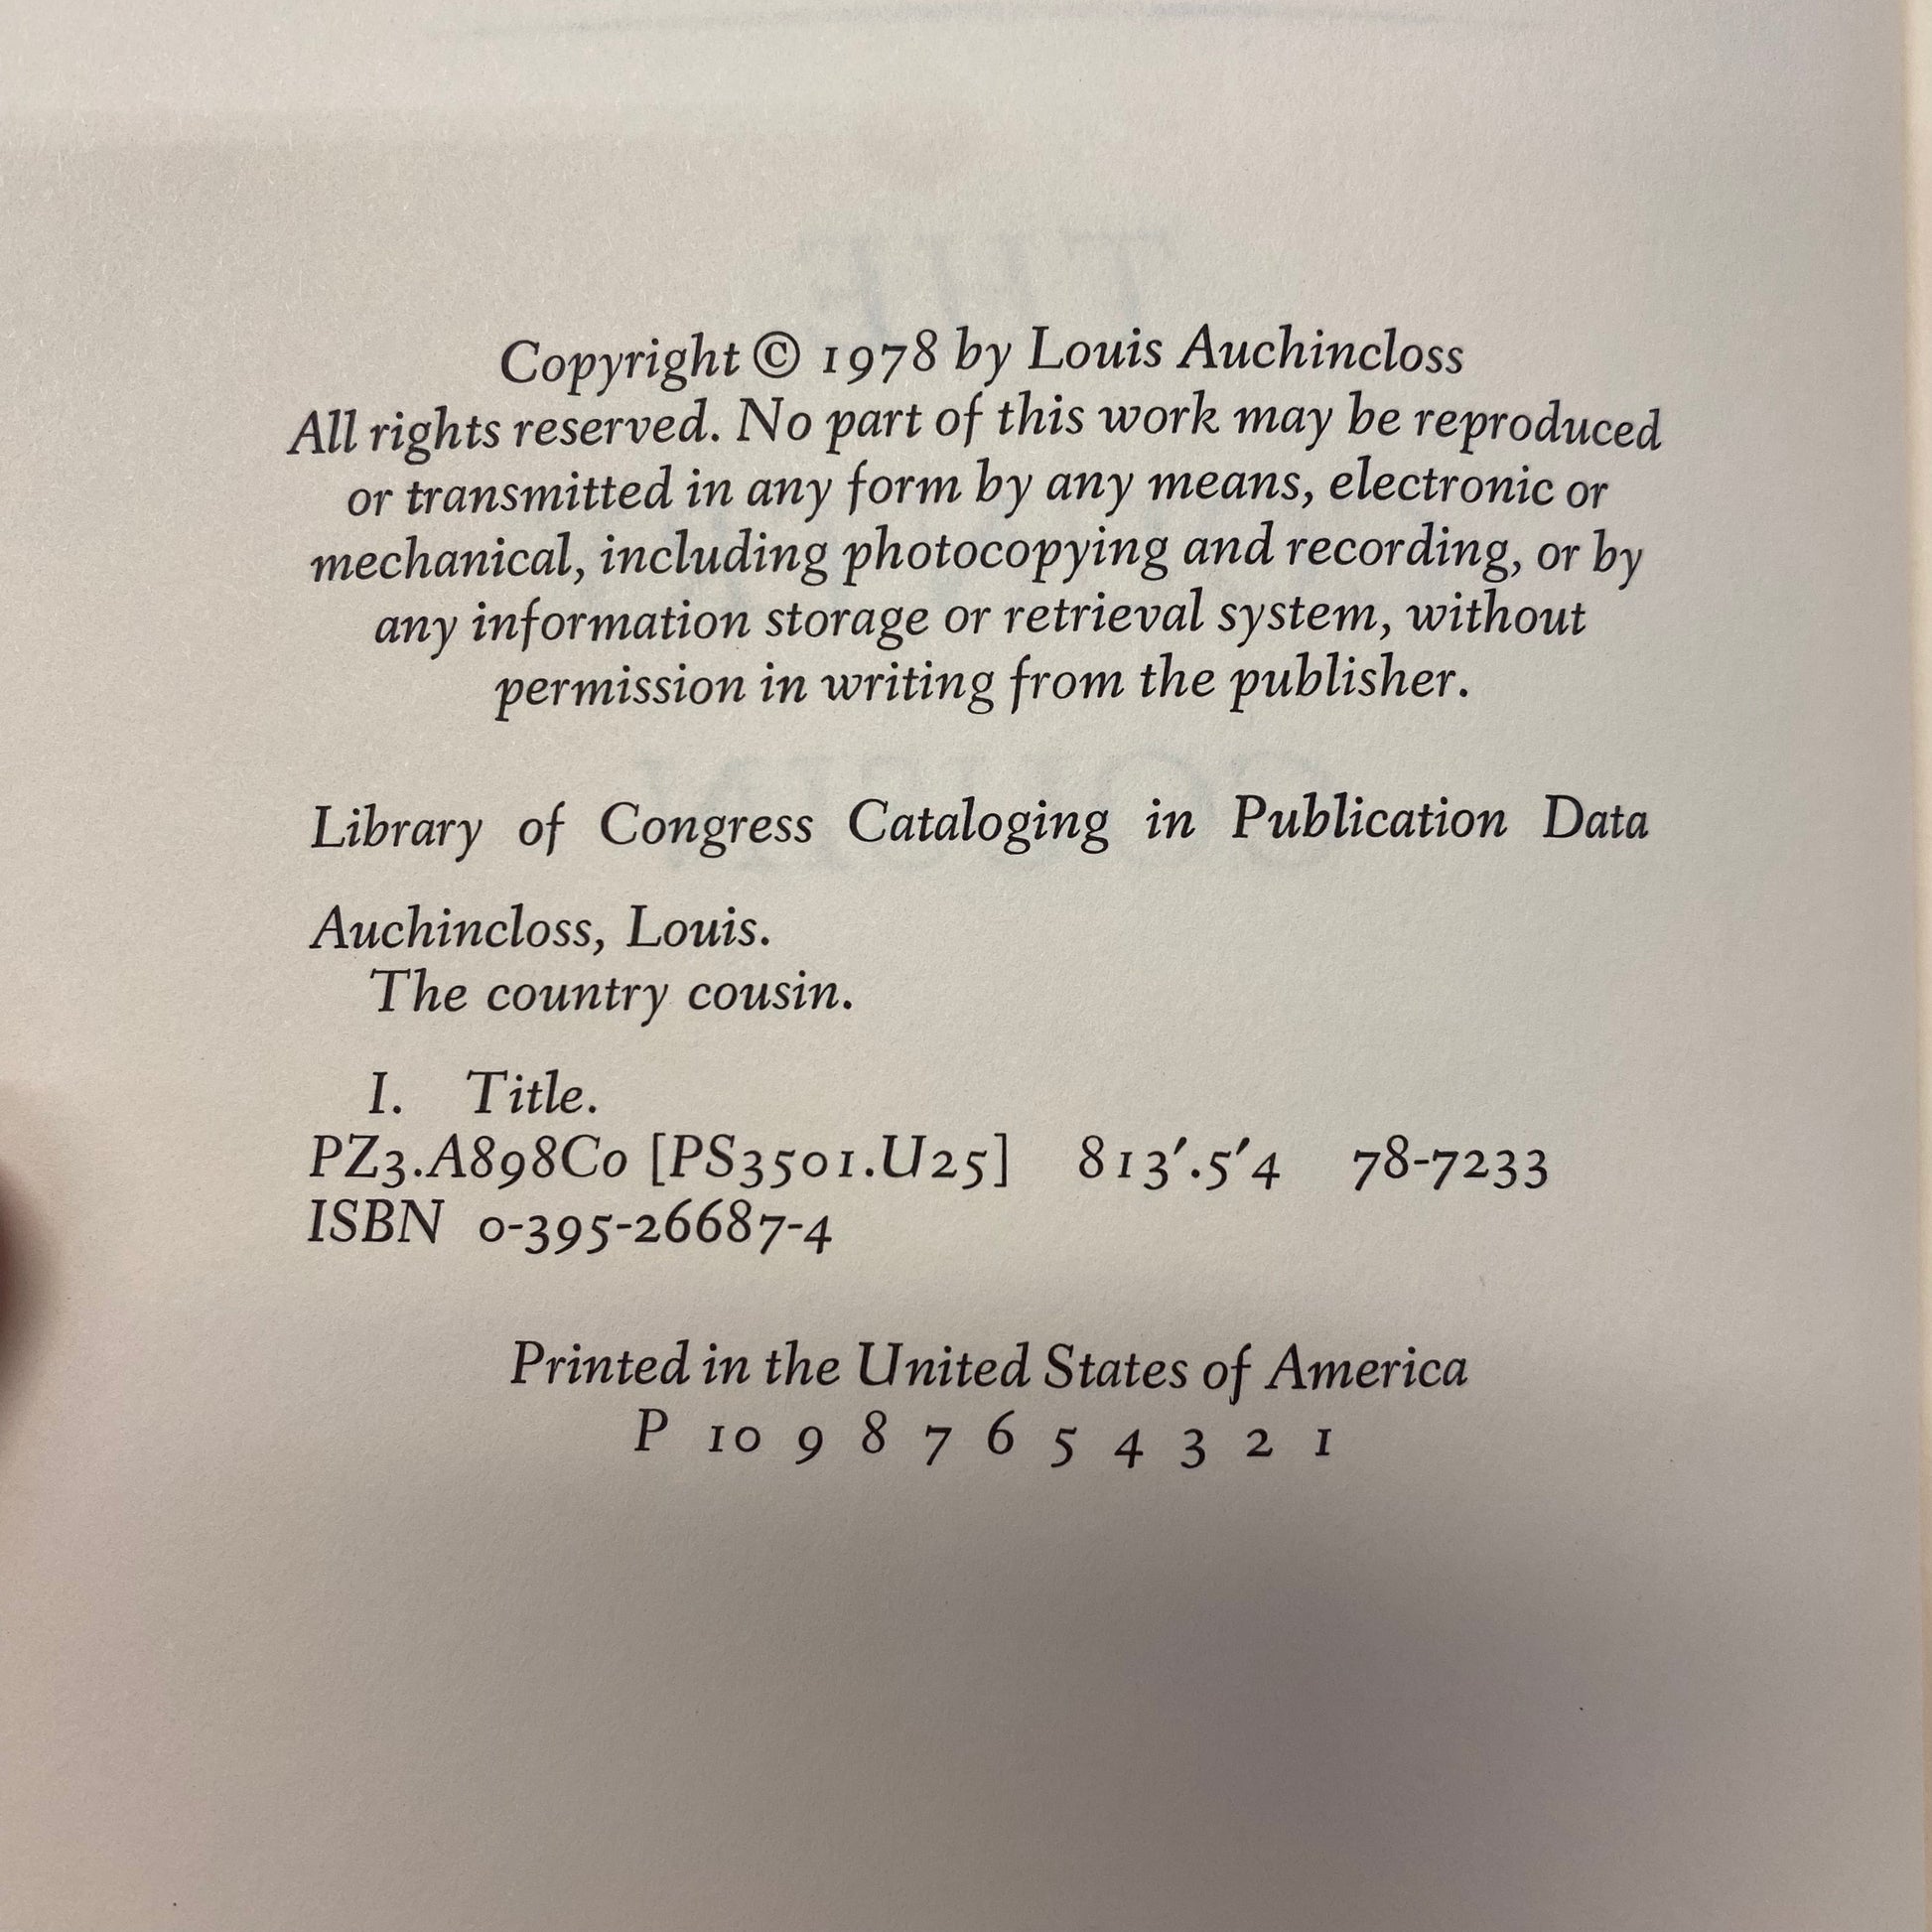 Copyright © 1978 by Louis Auchincloss
All rights reserved. No part of this work may be reproduced
or transmitted in any form by any means, electronic or
mechanical, including photocopying and recording, or by
any information storage or retrieval system, without
permission in writing from the publisher.
Library of Congress Cataloging in Publication Data
Auchincloss, Louis.
The country cousin.
I. Title.
PZ3.A898Co [PS3501.U25] 813′.5′4 78-7233
ISBN 0-395-26687-4
Printed in the United States of America
P 10 9 8 7 6 5 4 3 2 1